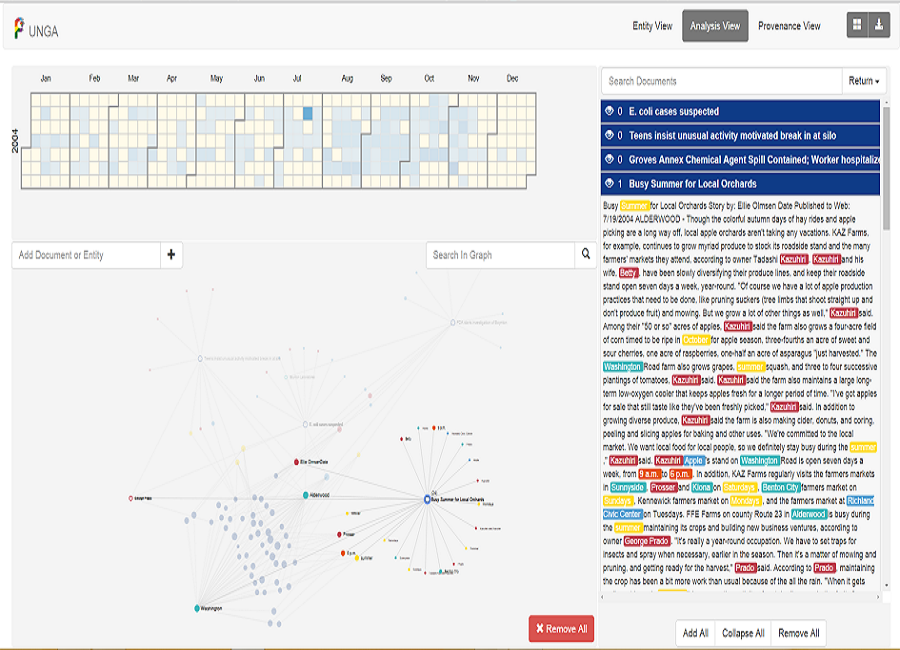 UNGA
Entity View
Analysis View
Provenance View
Jan Feb Mar Apr May Jun Jul Aug Sep Oct Nov Dec
2004
Search Documents
Return
0 E. coli cases suspected
0 Teens insist unusual activity motivated break in at silo
0 Groves Annex Chemical Agent Spill Contained; Worker hospitalize
1 Busy Summer for Local Orchards
Busy Summer for Local Orchards Story by: Ellie Olmsen Date Published to Web:
7/19/2004 ALDERWOOD - Though the colorful autumn days of hay rides and apple
picking are a long way off, local apple orchards aren't taking any vacations. KAZ Farms,
for example, continues to grow myriad produce to stock its roadside stand and the many
farmers' markets they attend, according to owner Tadashi Kazuhiri. Kazuhiri and his
wife, Betty, have been slowly diversifying their produce lines, and keep their roadside
stand open seven days a week, year-round. "Of course we have a lot of apple production
practices that need to be done, like pruning suckers (tree limbs that shoot straight up and
don't produce fruit) and mowing. But we grow a lot of other things as well," Kazuhiri said.
Among their "50 or so" acres of apples, Kazuhiri said the farm also grows a four-acre field
of corn timed to be ripe in October for apple season, three-fourths an acre of sweet and
sour cherries, one acre of raspberries, one-half an acre of asparagus "just harvested." The
Washington Road farm also grows grapes, summer squash, and three to four successive
plantings of tomatoes, Kazuhiri said. Kazuhiri said the farm also maintains a large long-
term low-oxygen cooler that keeps apples fresh for a longer period of time. "I've got apples
for sale that still taste like they've been freshly picked," Kazuhiri said. In addition to
growing diverse produce, Kazuhiri said the farm is also making cider, donuts, and coring,
peeling and slicing apples for baking and other uses. "We're committed to the local
market. We want local food for local people, so we definitely stay busy during the summer
," Kazuhiri said. Kazuhiri Apple's stand on Washington Road is open seven days a
week, from 9 a.m. to 6 p.m. In addition, KAZ Farms regularly visits the farmers markets
in Sunnyside, Prosser and Kiona on Saturdays, Benton City farmers market on
Sundays, Kennewick farmers market on Mondays, and the farmers market at Richland
Civic Center on Tuesdays. FFE Farms on county Route 23 in Alderwood is busy during
the summer maintaining its crops and building new business ventures, according to
owner George Prado. "It's really a year-round occupation. We have to set traps for
insects and spray when necessary, earlier in the season. Then it's a matter of mowing and
pruning, and getting ready for the harvest," Prado said. According to Prado, maintaining
the crop has been a bit more work than usual because of the all the rain. "When it gets
Add Document or Entity
Search In Graph
E. coli cases suspected
Ellie Olmsen Date
Alderwood
George Prado
Busy Summer for Local Orchards
Prosser
6 p.m.
summer
Washington
Remove All
Add All
Collapse All
Remove All